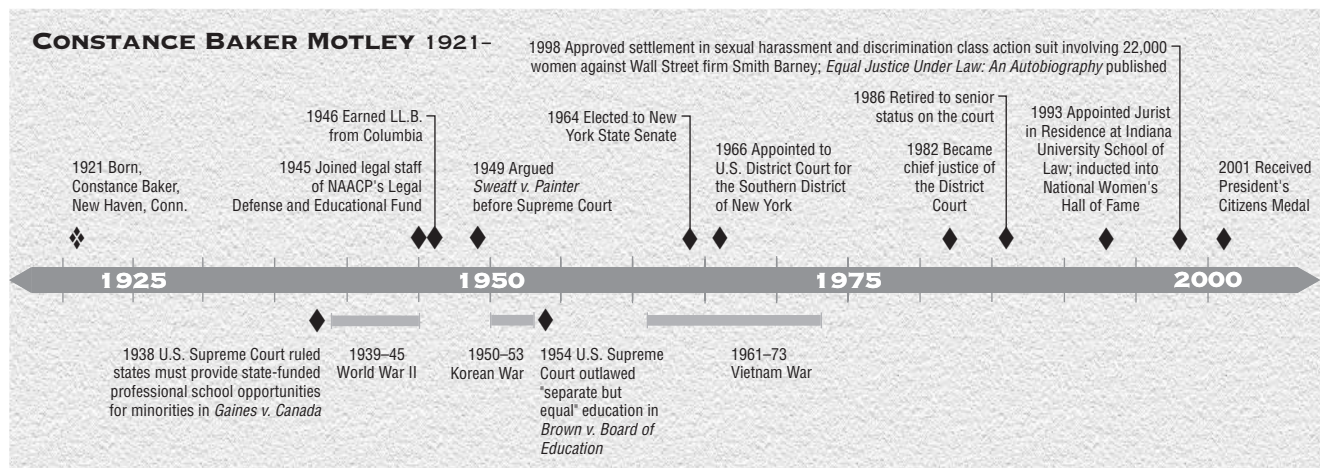 CONSTANCE BAKER MOTLEY 1921–
1998 Approved settlement in sexual harassment and discrimination class action suit involving 22,000
women against Wall Street firm Smith Barney; Equal Justice Under Law: An Autobiography published
1921 Born,
Constance Baker,
New Haven, Conn.
1946 Earned LL.B.
from Columbia
1945 Joined legal staff
of NAACP's Legal
Defense and Educational Fund
1949 Argued
Sweatt v. Painter
before Supreme Court
1964 Elected to New
York State Senate
1966 Appointed to
U.S. District Court for
the Southern District
of New York
1986 Retired to senior
status on the court
1982 Became
chief justice of
the District
Court
1993 Appointed Jurist
in Residence at Indiana
University School of
Law; inducted into
National Women's
Hall of Fame
2001 Received
President's
Citizens Medal
1925
1950
1975
2000
1938 U.S. Supreme Court ruled
states must provide state-funded
professional school opportunities
for minorities in Gaines v. Canada
1939–45
World War II
1950–53
Korean War
1954 U.S. Supreme
Court outlawed
"separate but
equal" education in
Brown v. Board of
Education
1961–73
Vietnam War